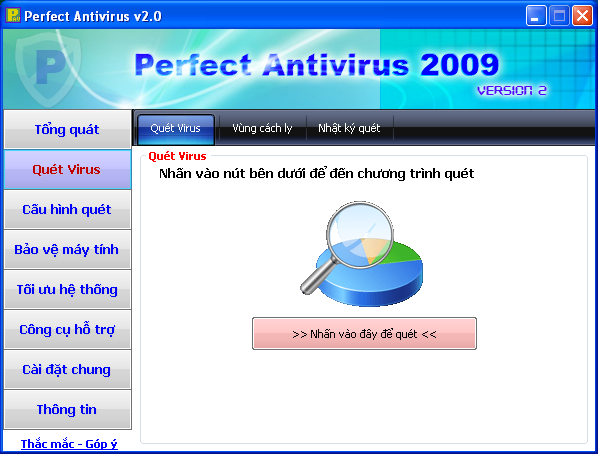 Perfect Antivirus v2.0
P
Perfect Antivirus 2009
VERSION 2
Tổng quát
Quét Virus
Cấu hình quét
Bảo vệ máy tính
Tối ưu hệ thống
Công cụ hỗ trợ
Cài đặt chung
Thông tin
Thắc mắc - Góp ý
Quét Virus
Vùng cách ly
Nhật ký quét
Quét Virus
Nhấn vào nút bên dưới để đến chương trình quét
>> Nhấn vào đây để quét <<